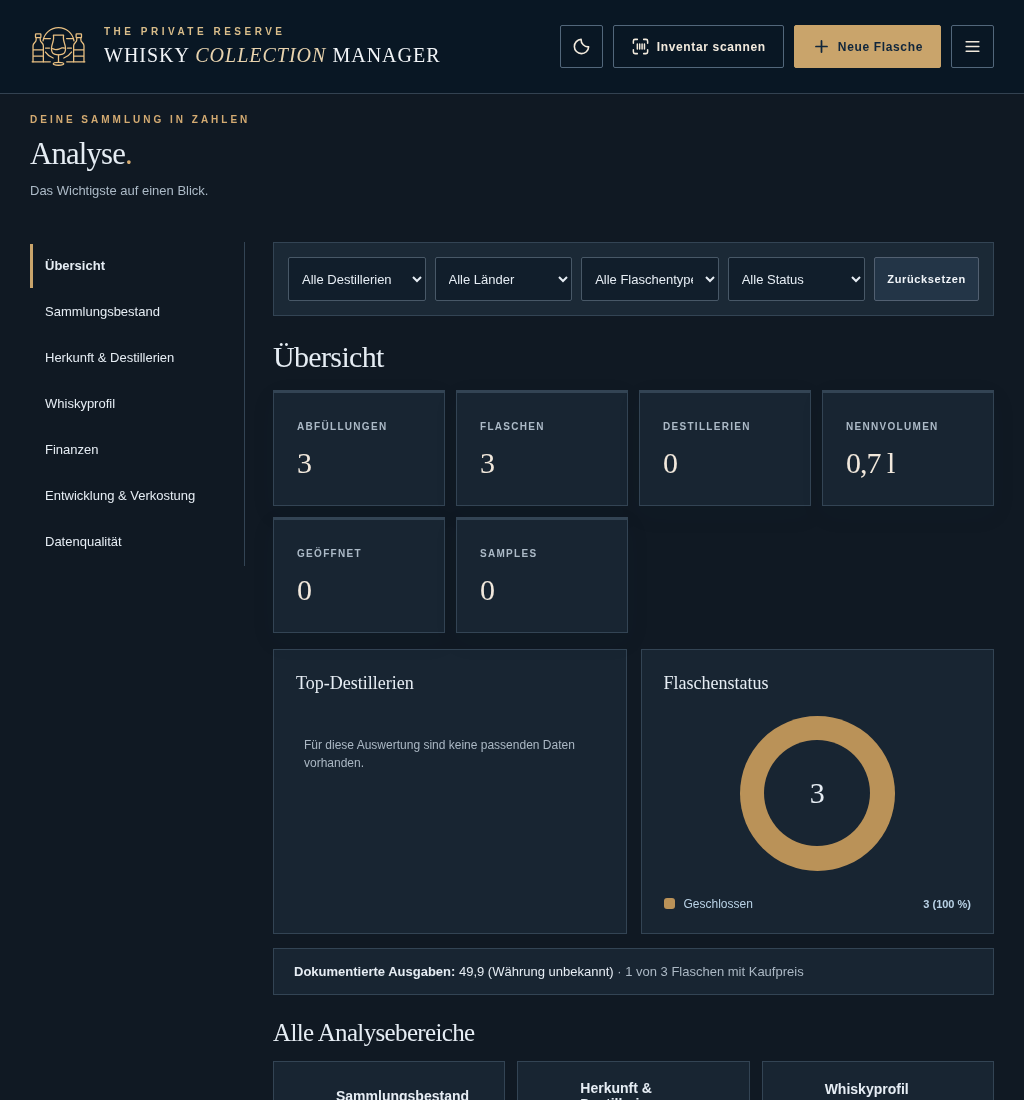 THE PRIVATE RESERVE
WHISKY COLLECTION MANAGER
Inventar scannen
Neue Flasche
DEINE SAMMLUNG IN ZAHLEN
Analyse.
Das Wichtigste auf einen Blick.
Übersicht
Sammlungsbestand
Herkunft & Destillerien
Whiskyprofil
Finanzen
Entwicklung & Verkostung
Datenqualität
Alle Destillerien
Alle Länder
Alle Flaschentype
Alle Status
Zurücksetzen
Übersicht
ABFÜLLUNGEN
3
FLASCHEN
3
DESTILLERIEN
0
NENNVOLUMEN
0,7 l
GEÖFFNET
0
SAMPLES
0
Top-Destillerien
Für diese Auswertung sind keine passenden Daten
vorhanden.
Flaschenstatus
3
Geschlossen
3 (100 %)
Dokumentierte Ausgaben: 49,9 (Währung unbekannt) · 1 von 3 Flaschen mit Kaufpreis
Alle Analysebereiche
Sammlungsbestand
Herkunft &
Whiskyprofil